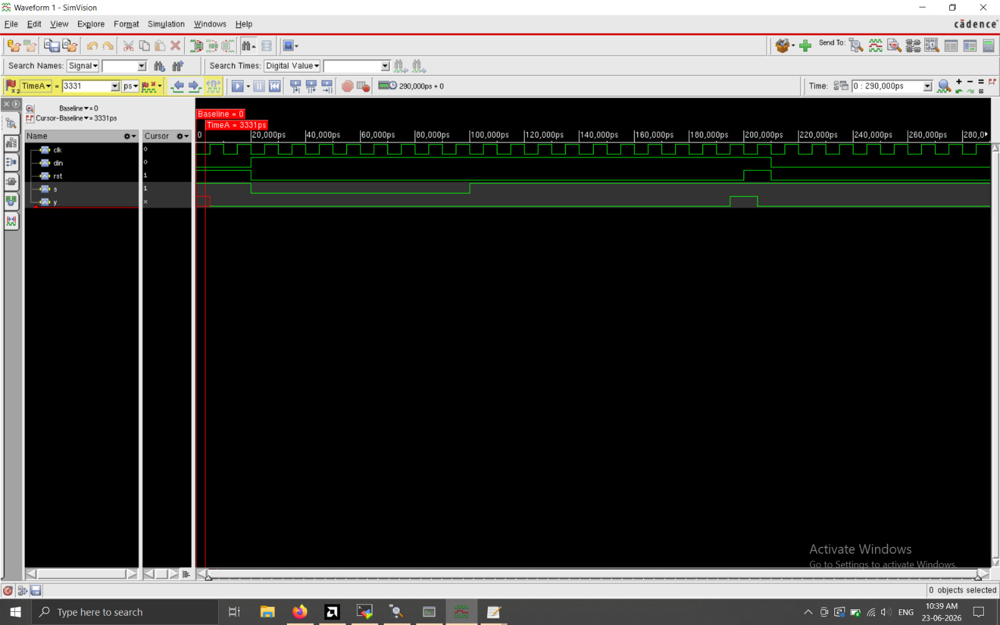 Waveform 1 - SimVision
File Edit View Explore Format Simulation Windows Help
cādence
Send To:
Search Names: Signal Search Times: Digital Value
TimeA = 3331 ps 290,000ps + 0 Time: 0 : 290,000ps
x2
Baseline = 0
Cursor-Baseline = 3331ps
Baseline = 0
TimeA = 3331ps
Name Cursor 0 20,000ps 40,000ps 60,000ps 80,000ps 100,000ps 120,000ps 140,000ps 160,000ps 180,000ps 200,000ps 220,000ps 240,000ps 260,000ps 280,0
clk 0
din 0
rst 1
s 1
y x
Activate Windows
Go to Settings to activate Windows.
0 objects selected
Type here to search
ENG
10:39 AM
23-06-2026